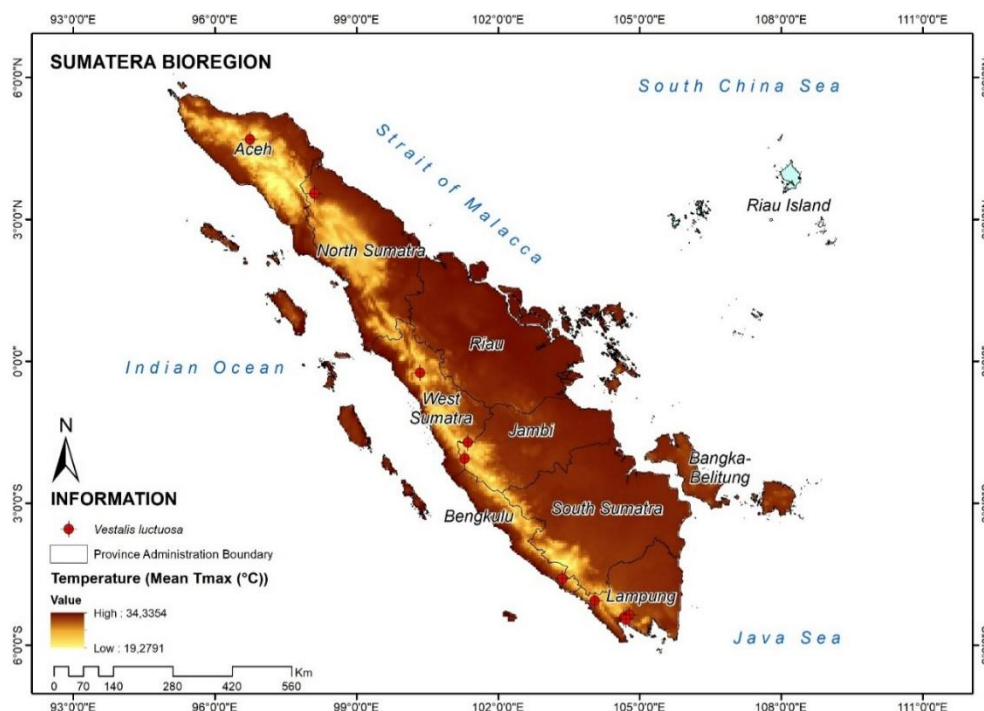 93°0'0"E 96°0'0"E 99°0'0"E 102°0'0"E 105°0'0"E 108°0'0"E 111°0'0"E
SUMATERA BIOREGION
South China Sea
6°0'0"N
Strait of Malacca
Aceh
Riau Island
3°0'0"N
North Sumatra
Riau
0°0'0"
Indian Ocean
West
Sumatra
Jambi
N
Bangka-
Belitung
INFORMATION
3°0'0"S
South Sumatra
Bengkulu
Vestalis luctuosa
Province Administration Boundary
Temperature (Mean Tmax (°C))
Value
High : 34,3354
Low : 19,2791
Lampung
Java Sea
6°0'0"S
Km
0 70 140 280 420 560
93°0'0"E 96°0'0"E 99°0'0"E 102°0'0"E 105°0'0"E 108°0'0"E 111°0'0"E